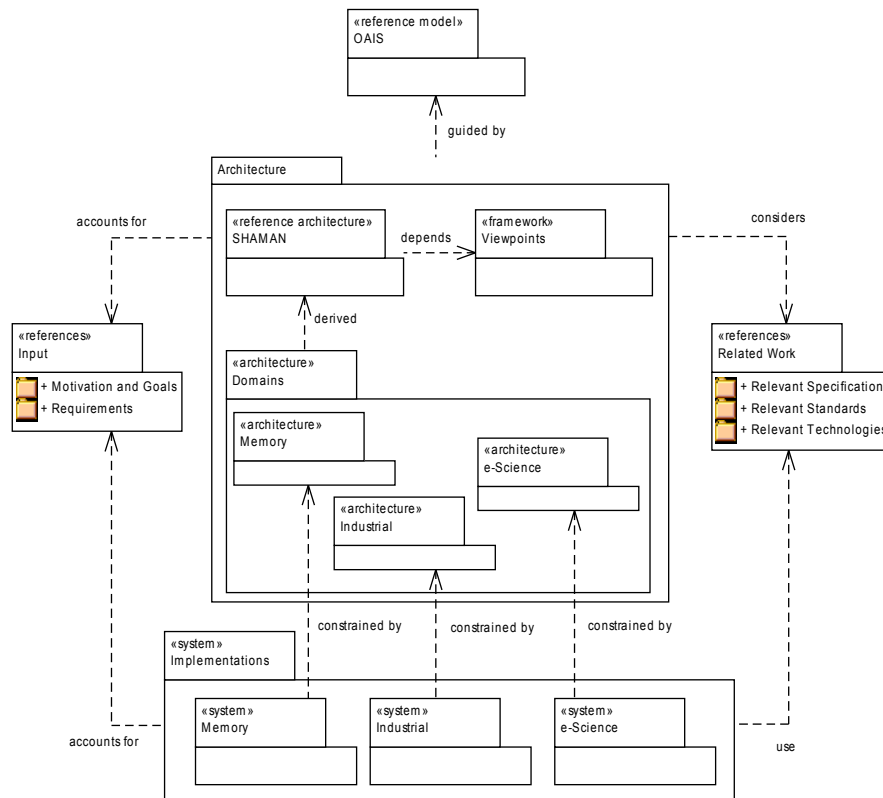 «reference model»
OAIS
guided by
Architecture
accounts for
«reference architecture»
SHAMAN
depends
«framework»
Viewpoints
considers
derived
«references»
Input
+ Motivation and Goals
+ Requirements
«references»
Related Work
+ Relevant Specification
+ Relevant Standards
+ Relevant Technologies
«architecture»
Domains
«architecture»
Memory
«architecture»
e-Science
«architecture»
Industrial
constrained by
constrained by
constrained by
«system»
Implementations
«system»
Memory
«system»
Industrial
«system»
e-Science
accounts for
use